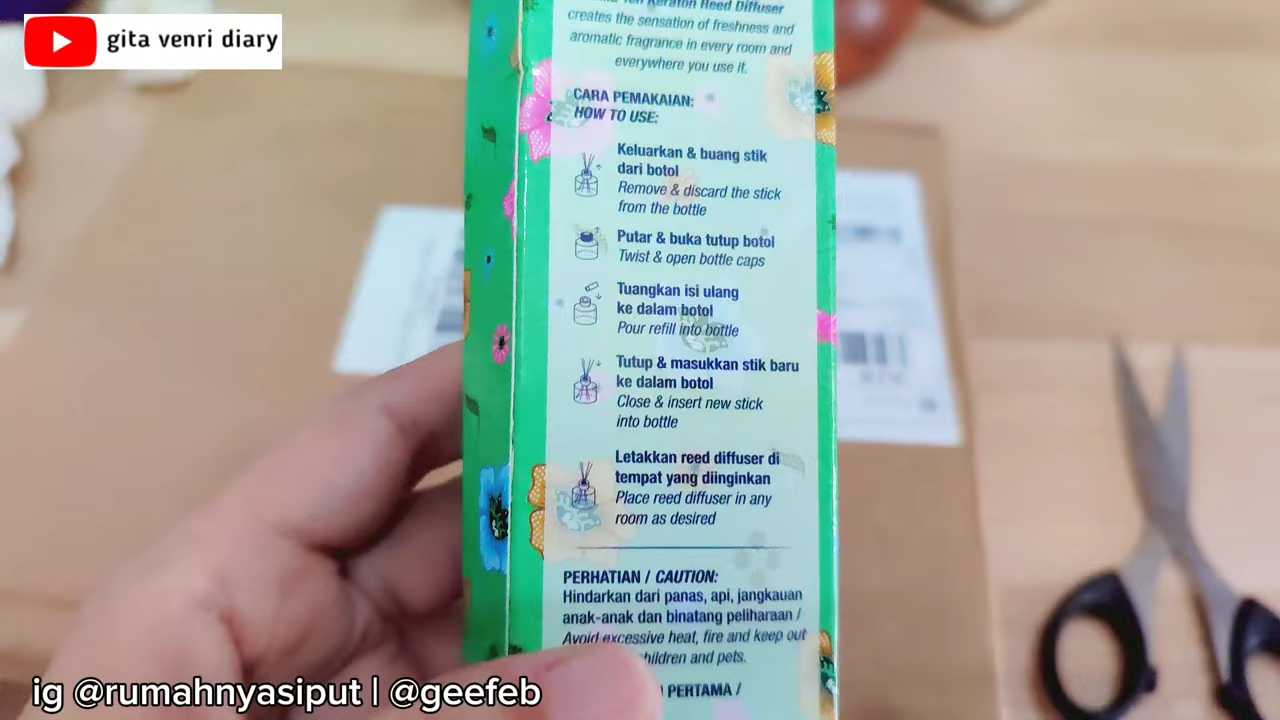 gita venri diary
Keraton Reed Diffuser
creates the sensation of freshness and
aromatic fragrance in every room and
everywhere you use it.
CARA PEMAKAIAN:
HOW TO USE:
Keluarkan & buang stik
dari botol
Remove & discard the stick
from the bottle
Putar & buka tutup botol
Twist & open bottle caps
Tuangkan isi ulang
ke dalam botol
Pour refill into bottle
Tutup & masukkan stik baru
ke dalam botol
Close & insert new stick
into bottle
Letakkan reed diffuser di
tempat yang diinginkan
Place reed diffuser in any
room as desired
PERHATIAN / CAUTION:
Hindarkan dari panas, api, jangkauan
anak-anak dan binatang peliharaan /
Avoid excessive heat, fire and keep out
children and pets.
PERTAMA /
ig @rumahnyasiput | @geefeb